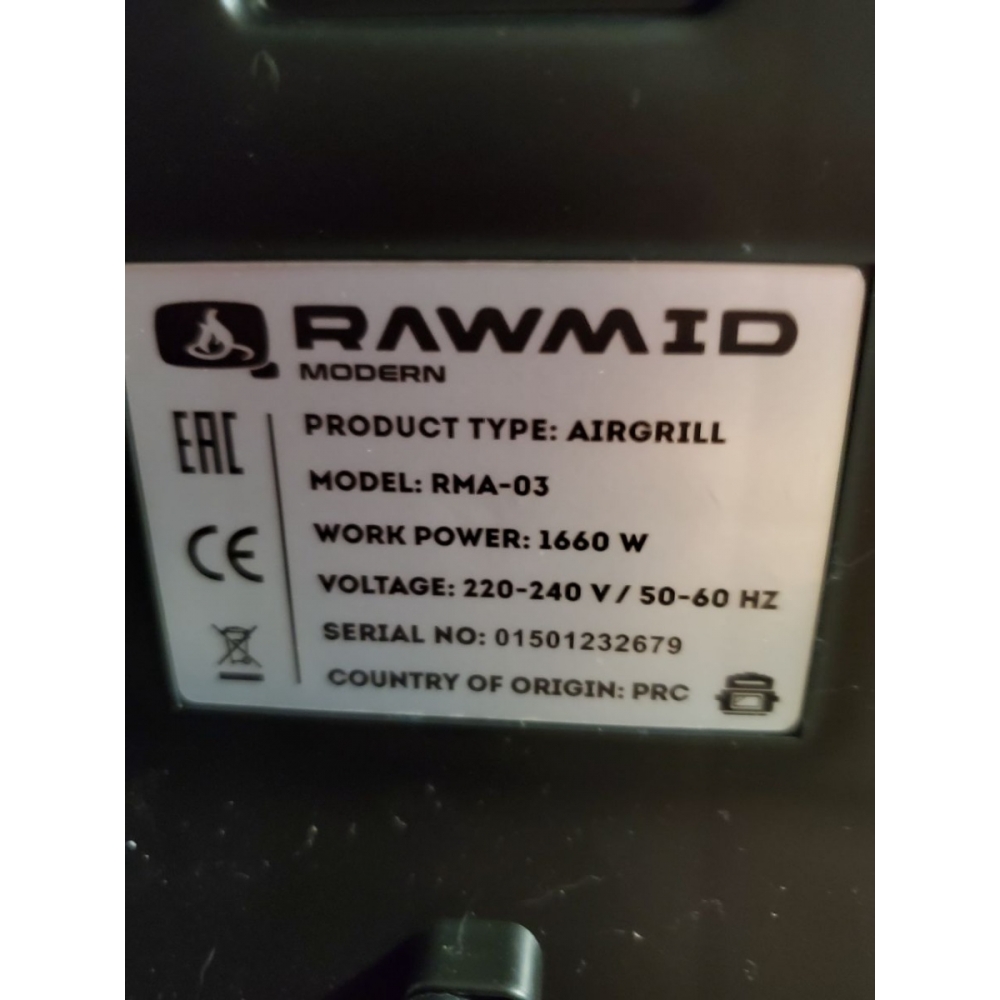 RAWMID
MODERN
EAC
CE
PRODUCT TYPE: AIRGRILL
MODEL: RMA-03
WORK POWER: 1660 W
VOLTAGE: 220-240 V / 50-60 HZ
SERIAL NO: 01501232679
COUNTRY OF ORIGIN: PRC